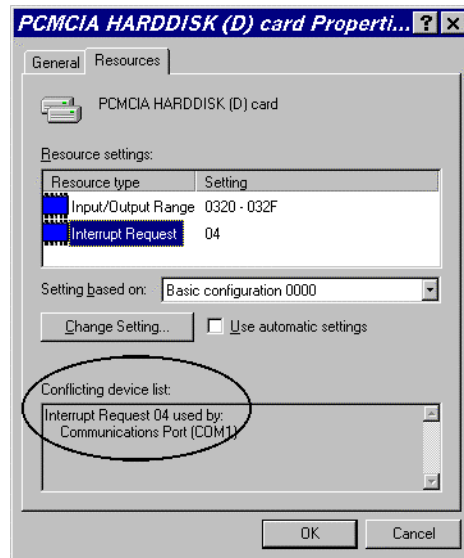 PCMCIA HARDDISK (D) card Properti...
General Resources
PCMCIA HARDDISK (D) card
Resource settings:
Resource type Setting
Input/Output Range 0320 - 032F
Interrupt Request 04
Setting based on: Basic configuration 0000
Change Setting... Use automatic settings
Conflicting device list:
Interrupt Request 04 used by:
Communications Port (COM1)
OK Cancel